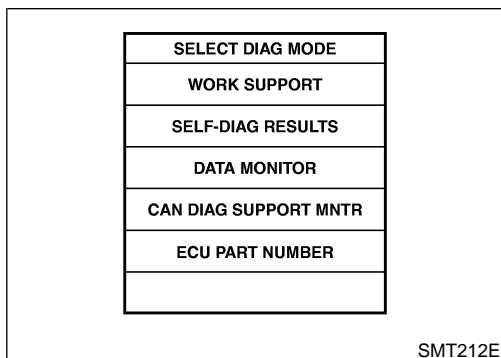 SELECT DIAG MODE
WORK SUPPORT
SELF-DIAG RESULTS
DATA MONITOR
CAN DIAG SUPPORT MNTR
ECU PART NUMBER
SMT212E